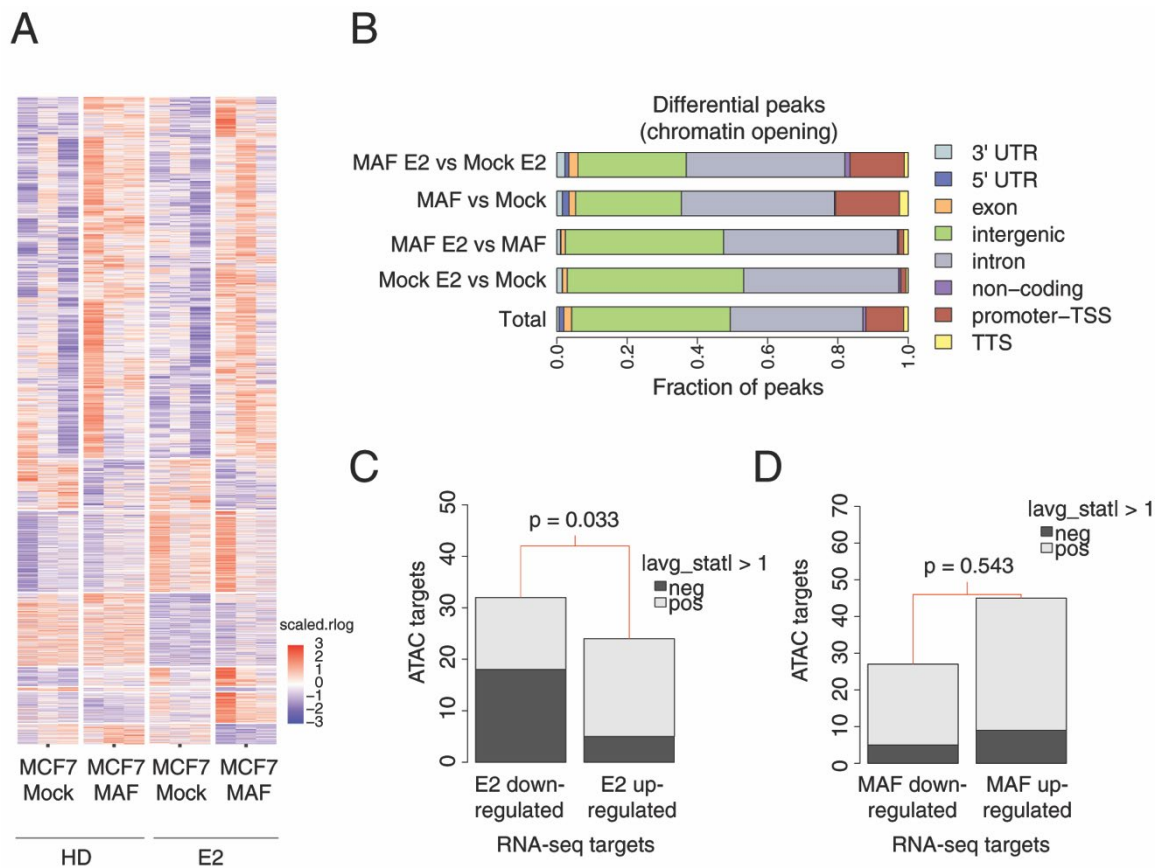 A
scaled.rlog
3
2
1
0
−1
−2
−3
MCF7 MCF7 MCF7 MCF7
Mock MAF Mock MAF
HD E2
B
Differential peaks
(chromatin opening)
MAF E2 vs Mock E2
MAF vs Mock
MAF E2 vs MAF
Mock E2 vs Mock
Total
0.0 0.2 0.4 0.6 0.8 1.0
Fraction of peaks
3' UTR
5' UTR
exon
intergenic
intron
non−coding
promoter−TSS
TTS
C
50
40
30
20
10
0
ATAC targets
p = 0.033
|avg_stat| > 1
neg
pos
E2 down- E2 up-
regulated regulated
RNA-seq targets
D
70
60
50
40
30
20
10
0
ATAC targets
|avg_stat| > 1
neg
pos
p = 0.543
MAF down- MAF up-
regulated regulated
RNA-seq targets